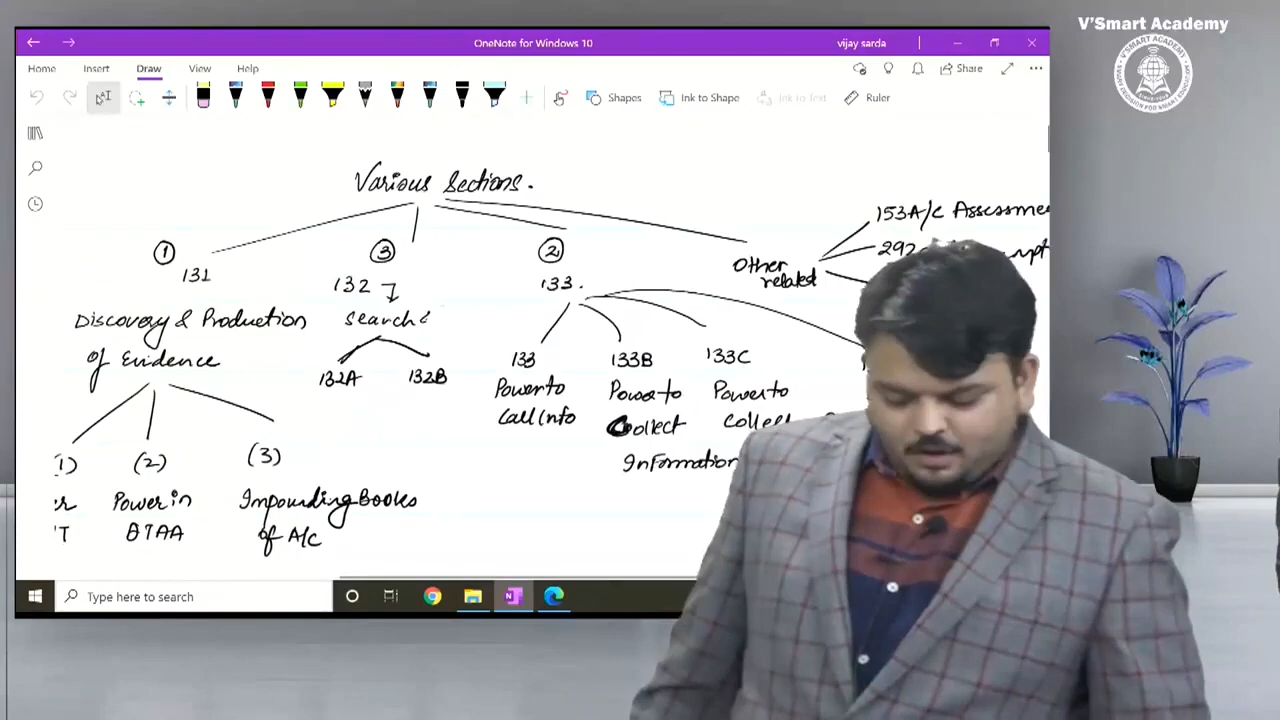 V'Smart Academy
OneNote for Windows 10
vijay sarda
Home Insert Draw View Help
Share
Shapes Ink to Shape Ink to Text Ruler
Various Sections.
① ③ ② Other related
153A/C Assessme
292
131
132
133.
Discovery & Production
of Evidence
Search &
132A 132B
133 133B 133C
Power to Call Info
Power to Collect Information
Power to Collect
(2) (3)
Power in DTAA
Impounding Books
of A/C
Type here to search